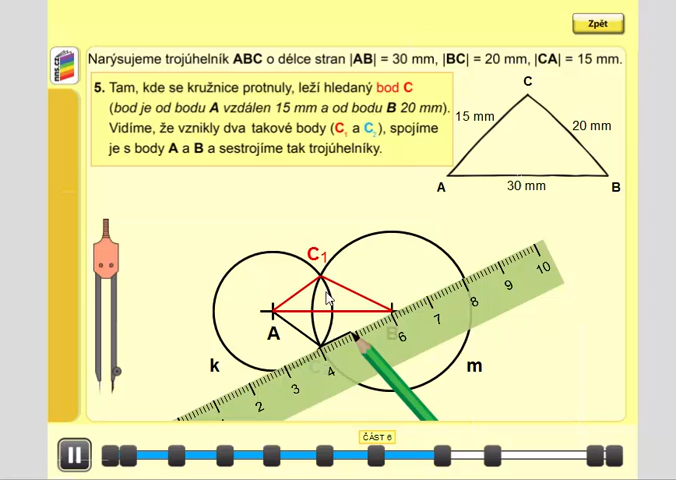 Zpět
nns.cz
Narýsujeme trojúhelník ABC o délce stran |AB| = 30 mm, |BC| = 20 mm, |CA| = 15 mm.
5. Tam, kde se kružnice protnuly, leží hledaný bod C
(bod je od bodu A vzdálen 15 mm a od bodu B 20 mm).
Vidíme, že vznikly dva takové body (C₁ a C₂), spojíme
je s body A a B a sestrojíme tak trojúhelníky.
C
15 mm
20 mm
A
30 mm
B
C₁
A
B
k
m
2 3 4 6 7 8 9 10
ČÁST 6